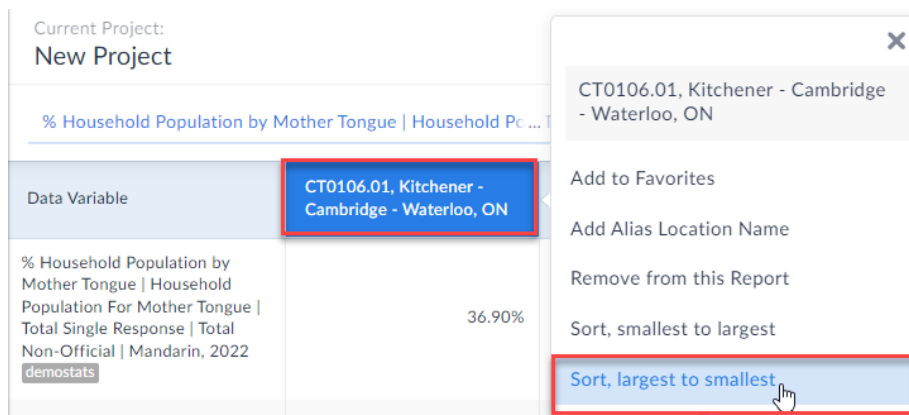 Current Project:
New Project
% Household Population by Mother Tongue | Household Po ...
Data Variable
CT0106.01, Kitchener -
Cambridge - Waterloo, ON
% Household Population by
Mother Tongue | Household
Population For Mother Tongue |
Total Single Response | Total
Non-Official | Mandarin, 2022
demostats
36.90%
CT0106.01, Kitchener - Cambridge
- Waterloo, ON
Add to Favorites
Add Alias Location Name
Remove from this Report
Sort, smallest to largest
Sort, largest to smallest